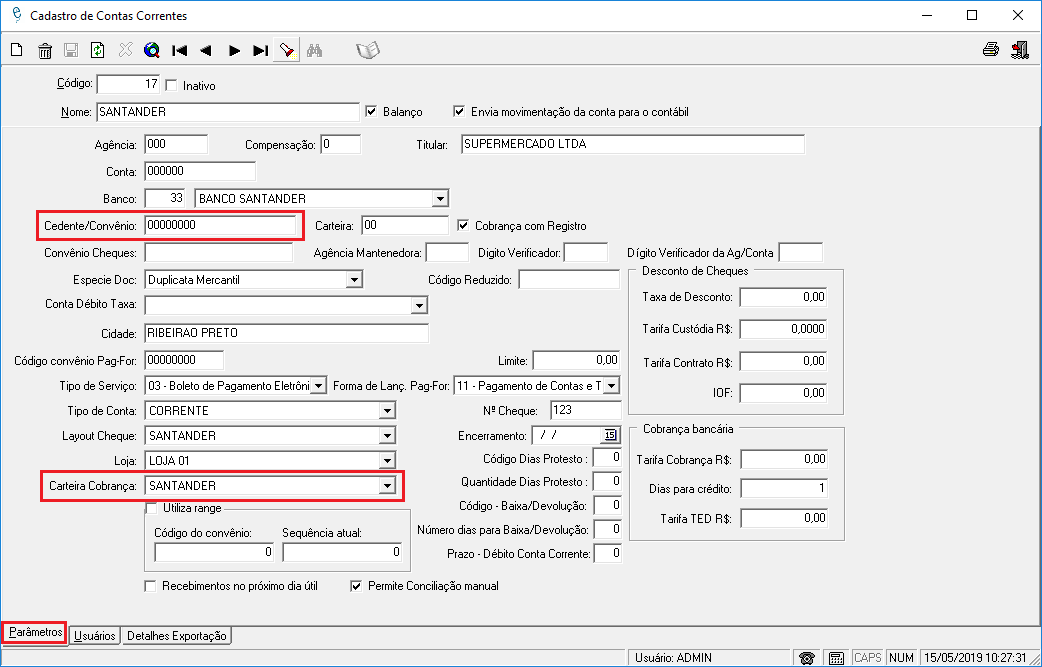 Cadastro de Contas Correntes
Código: 17 Inativo
Nome: SANTANDER Balanço Envia movimentação da conta para o contábil
Agência: 000 Compensação: 0 Titular: SUPERMERCADO LTDA
Conta: 000000
Banco: 33 BANCO SANTANDER
Cedente/Convênio: 00000000 Carteira: 00 Cobrança com Registro
Convênio Cheques: Agência Mantenedora: Digito Verificador: Dígito Verificador da Ag/Conta
Especie Doc: Duplicata Mercantil Código Reduzido:
Desconto de Cheques
Taxa de Desconto: 0,00
Conta Débito Taxa:
Tarifa Custódia R$: 0,0000
Cidade: RIBEIRAO PRETO
Código convênio Pag-For: 00000000 Limite: 0,00
Tarifa Contrato R$: 0,00
Tipo de Serviço: 03 - Boleto de Pagamento Eletrôni Forma de Lanç. Pag-For: 11 - Pagamento de Contas e T
IOF: 0,00
Tipo de Conta: CORRENTE Nº Cheque: 123
Layout Cheque: SANTANDER Encerramento: / / 15
Cobrança bancária
Loja: LOJA 01 Código Dias Protesto : 0
Tarifa Cobrança R$: 0,00
Carteira Cobrança: SANTANDER Quantidade Dias Protesto : 0
Dias para crédito: 1
Utiliza range Código - Baixa/Devolução: 0
Tarifa TED R$: 0,00
Código do convênio: Sequência atual: Número dias para Baixa/Devolução: 0
0 0 Prazo - Débito Conta Corrente: 0
Recebimentos no próximo dia útil Permite Conciliação manual
Parâmetros Usuários Detalhes Exportação
Usuário: ADMIN CAPS NUM 15/05/2019 10:27:31